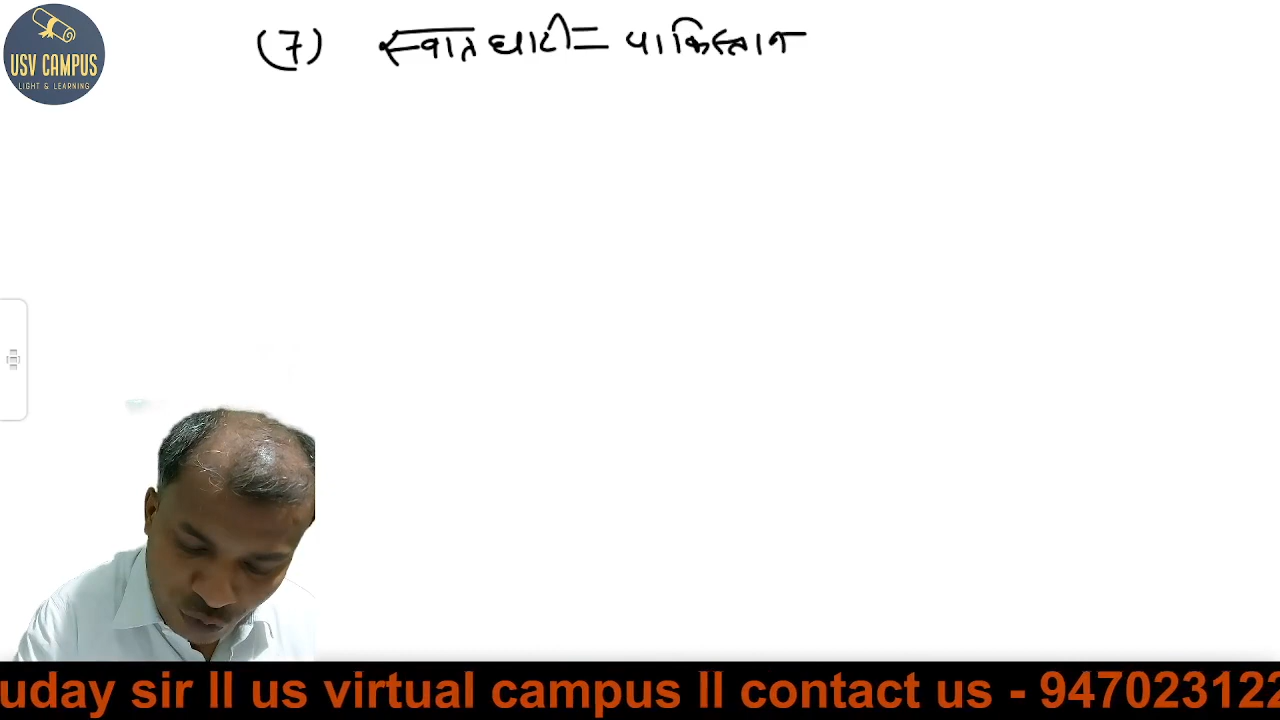 USV CAMPUS
LIGHT & LEARNING
(7) स्वात घाटी = पाकिस्तान
uday sir ll us virtual campus ll contact us - 947023122